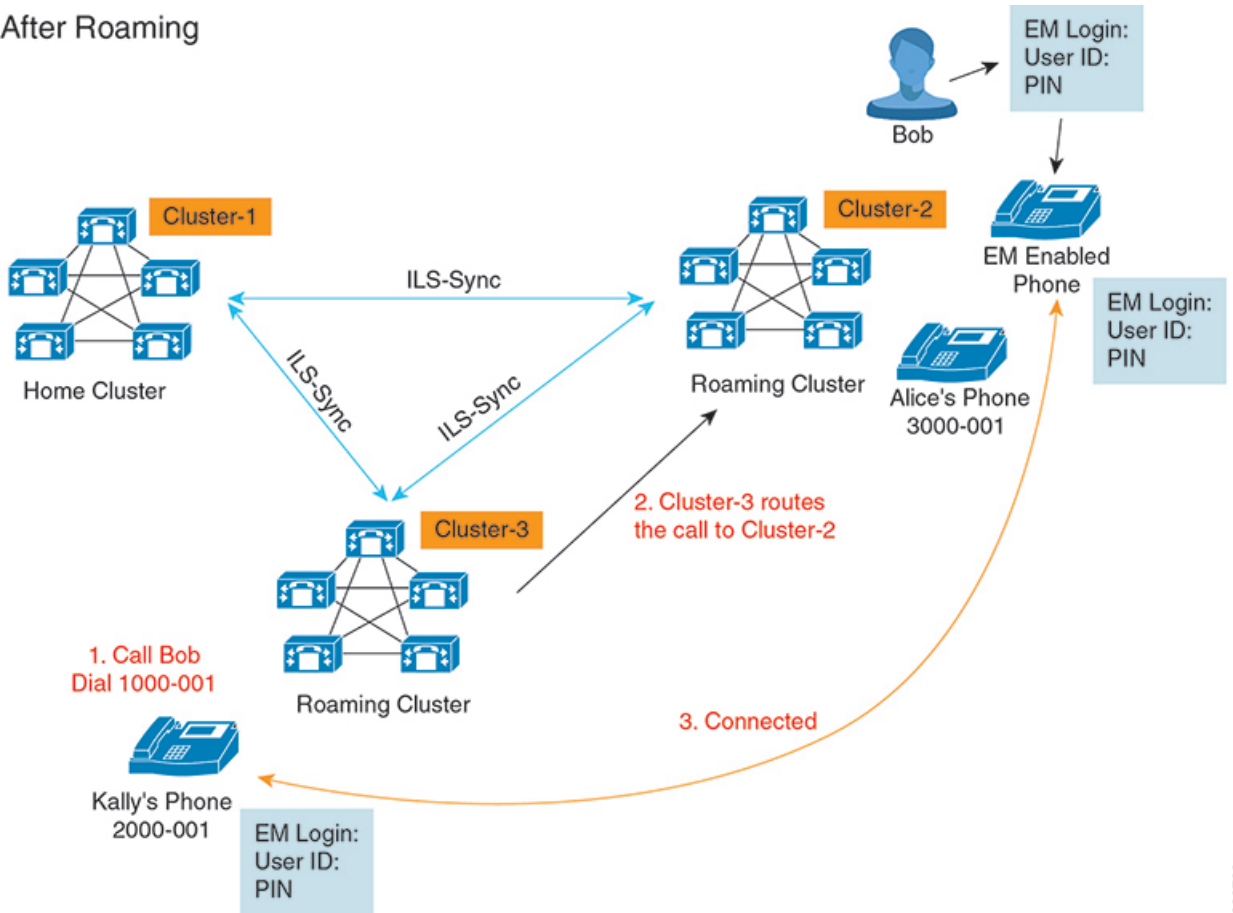 After Roaming
EM Login:
User ID:
PIN
Bob
Cluster-1
Cluster-2
EM Enabled
Phone
ILS-Sync
EM Login:
User ID:
PIN
Home Cluster
Roaming Cluster
Alice's Phone
3000-001
ILS-Sync
ILS-Sync
2. Cluster-3 routes
the call to Cluster-2
Cluster-3
1. Call Bob
Dial 1000-001
Roaming Cluster
3. Connected
Kally's Phone
2000-001
EM Login:
User ID:
PIN